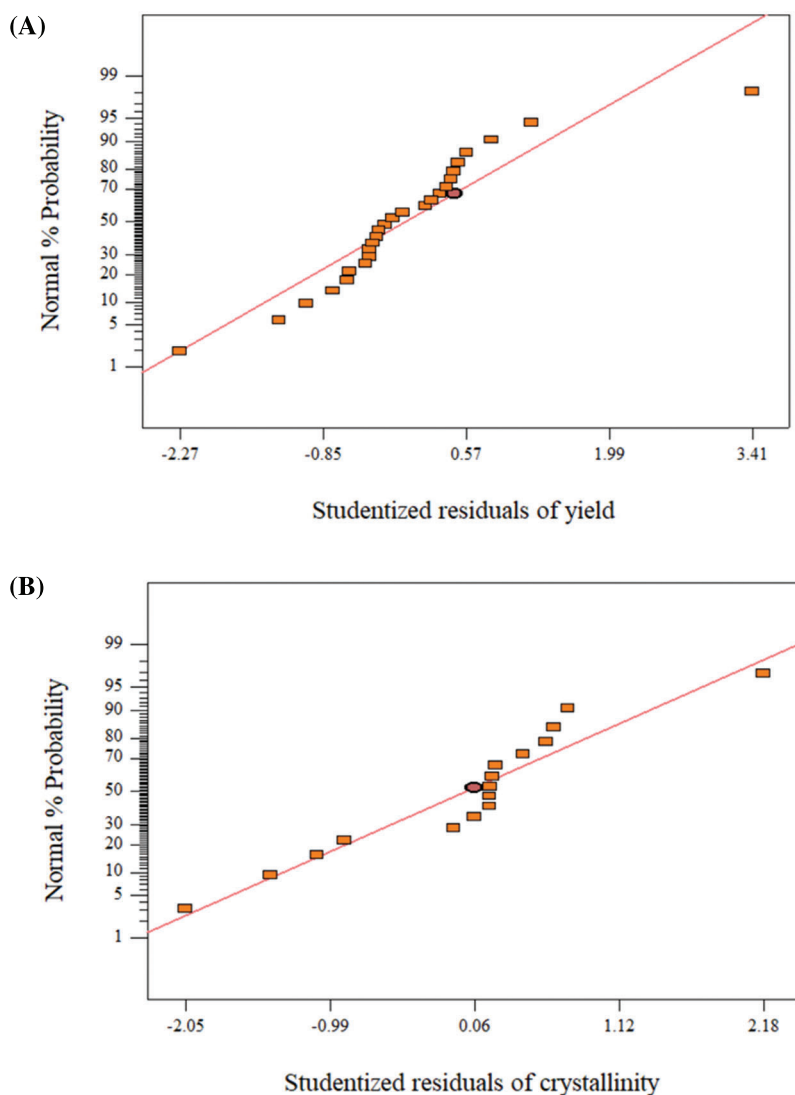 (A)
Normal % Probability
99
95
90
80
70
50
30
20
10
5
1
-2.27 -0.85 0.57 1.99 3.41
Studentized residuals of yield
(B)
Normal % Probability
99
95
90
80
70
50
30
20
10
5
1
-2.05 -0.99 0.06 1.12 2.18
Studentized residuals of crystallinity